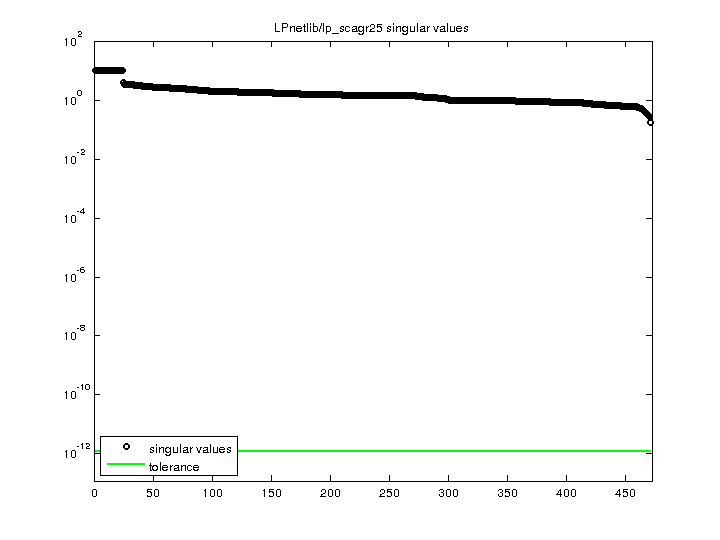 LPnetlib/lp_scagr25 singular values
10^2
10^0
10^-2
10^-4
10^-6
10^-8
10^-10
10^-12
singular values
tolerance
0 50 100 150 200 250 300 350 400 450